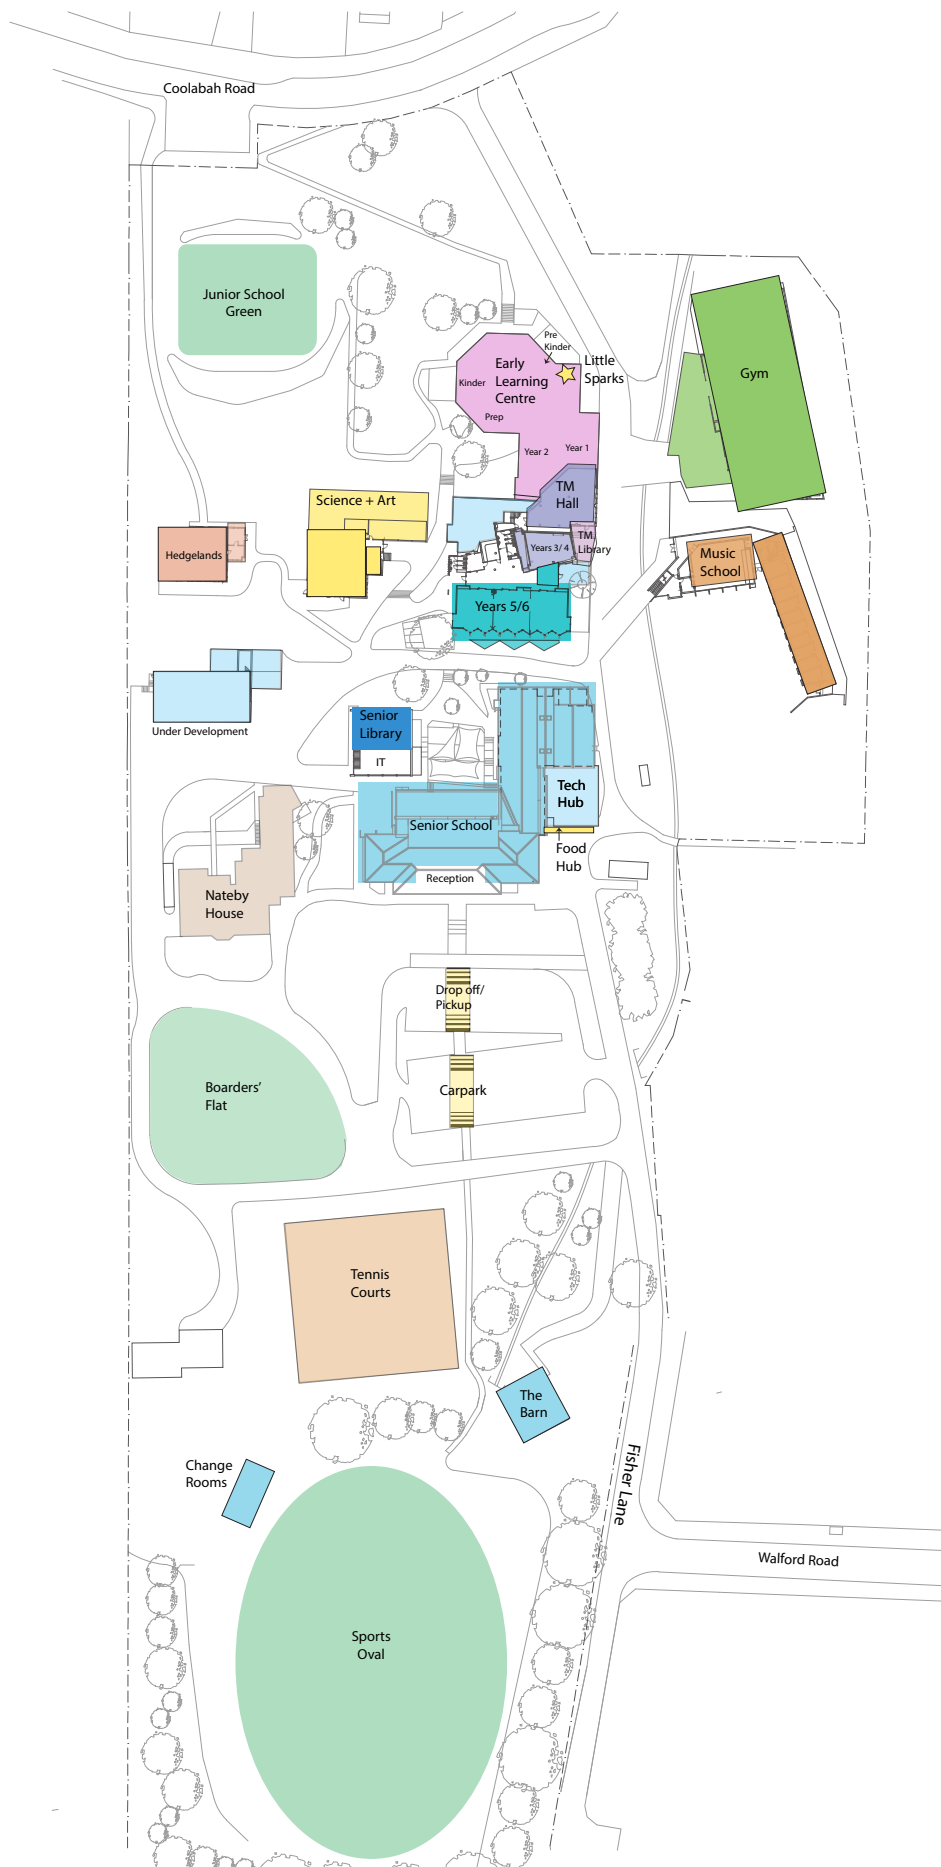 Coolabah Road
Junior School
Green
Pre
Kinder
Little
Sparks
Early
Learning
Centre
Kinder
Prep
Year 2
Year 1
Gym
TM
Hall
Science + Art
TM
Library
Years 3/ 4
Hedgelands
Music
School
Years 5/6
Under Development
Senior
Library
IT
Tech
Hub
Senior School
Food
Hub
Reception
Nateby
House
Drop off/
Pickup
Carpark
Boarders’
Flat
Tennis
Courts
The
Barn
Change
Rooms
Fisher Lane
Walford Road
Sports
Oval